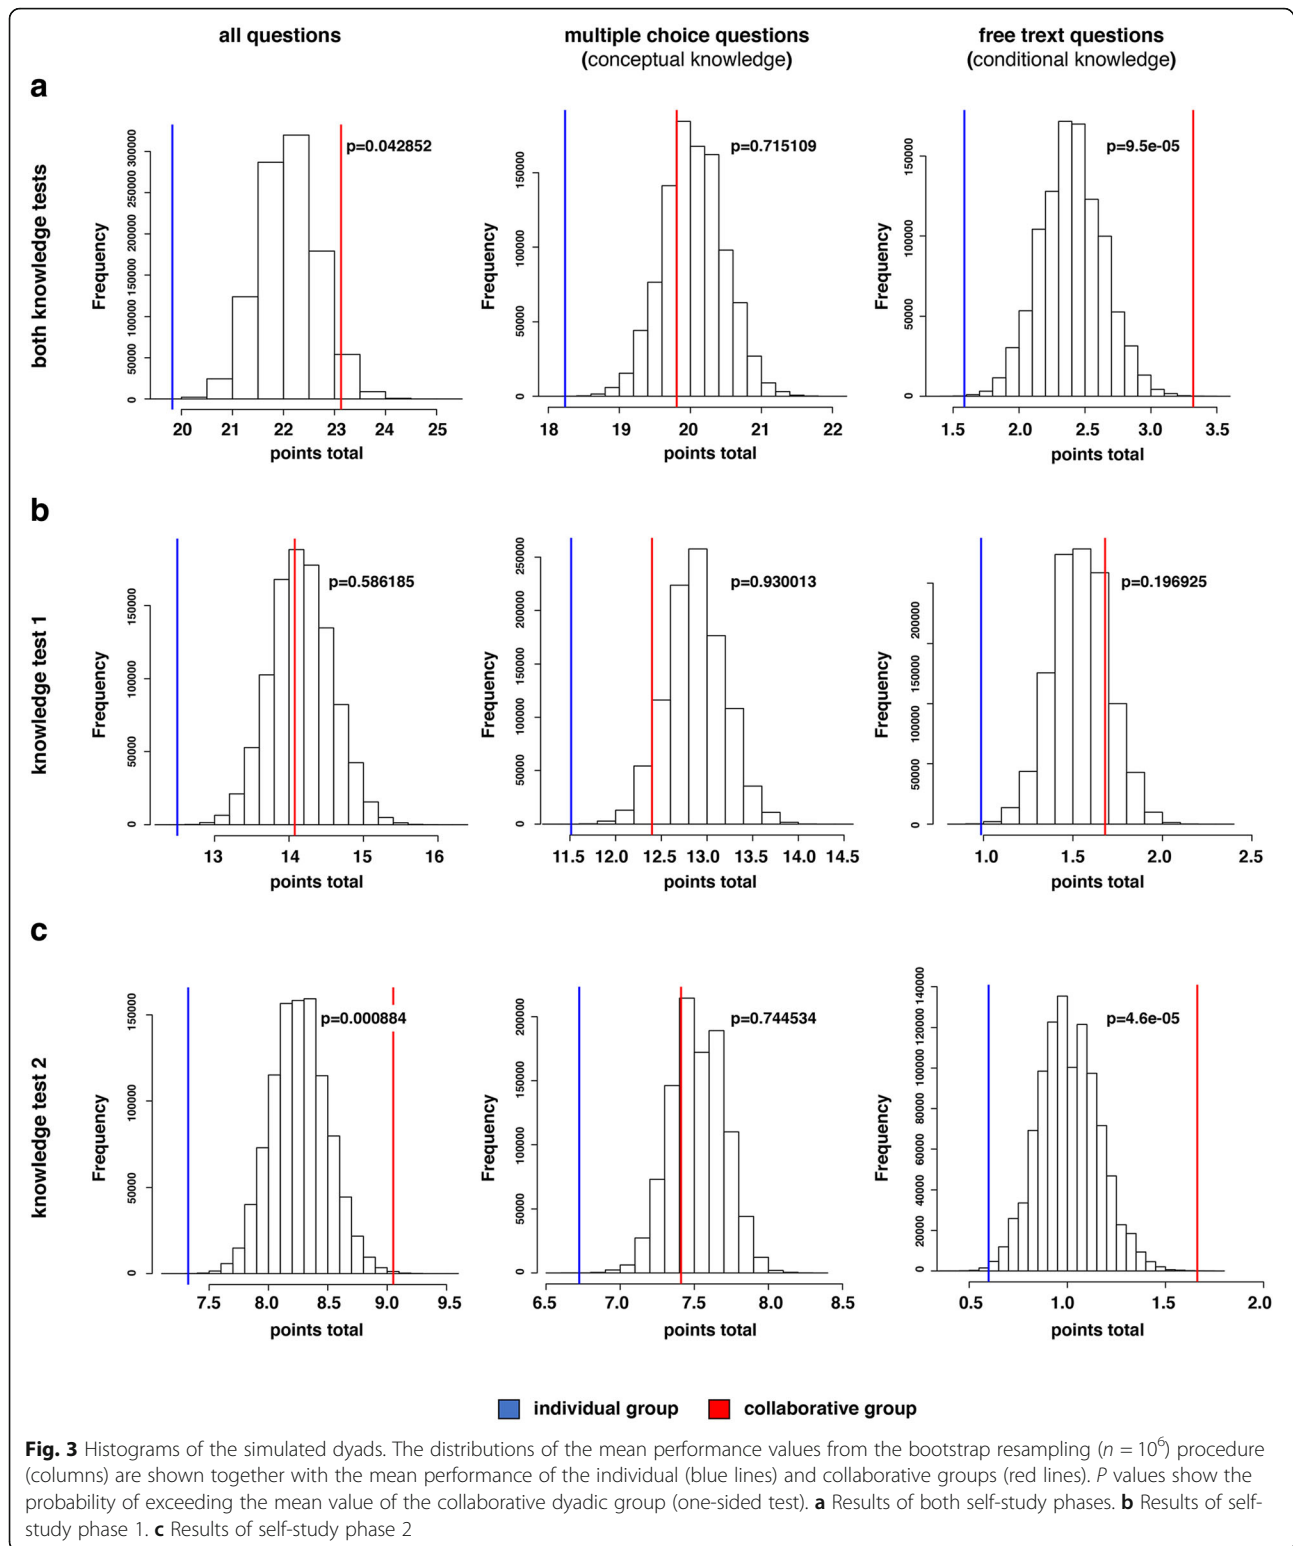 all questions
multiple choice questions
(conceptual knowledge)
free trext questions
(conditional knowledge)
a
both knowledge tests
Frequency
0 50000 100000 150000 200000 250000 300000
p=0.042852
20 21 22 23 24 25
points total
Frequency
0 50000 100000 150000
p=0.715109
18 19 20 21 22
points total
Frequency
0 50000 100000 150000
p=9.5e-05
1.5 2.0 2.5 3.0 3.5
points total
b
knowledge test 1
Frequency
0 50000 100000 150000
p=0.586185
13 14 15 16
points total
Frequency
0 50000 100000 150000 200000 250000
p=0.930013
11.5 12.0 12.5 13.0 13.5 14.0 14.5
points total
Frequency
0 50000 100000 150000 200000
p=0.196925
1.0 1.5 2.0 2.5
points total
c
knowledge test 2
Frequency
0 50000 100000 150000
p=0.000884
7.5 8.0 8.5 9.0 9.5
points total
Frequency
0 50000 100000 150000 200000
p=0.744534
6.5 7.0 7.5 8.0 8.5
points total
Frequency
0 20000 40000 60000 80000 100000 120000 140000
p=4.6e-05
0.5 1.0 1.5 2.0
points total
individual group collaborative group
Fig. 3 Histograms of the simulated dyads. The distributions of the mean performance values from the bootstrap resampling (n = 10⁶) procedure
(columns) are shown together with the mean performance of the individual (blue lines) and collaborative groups (red lines). P values show the
probability of exceeding the mean value of the collaborative dyadic group (one-sided test). a Results of both self-study phases. b Results of self-
study phase 1. c Results of self-study phase 2